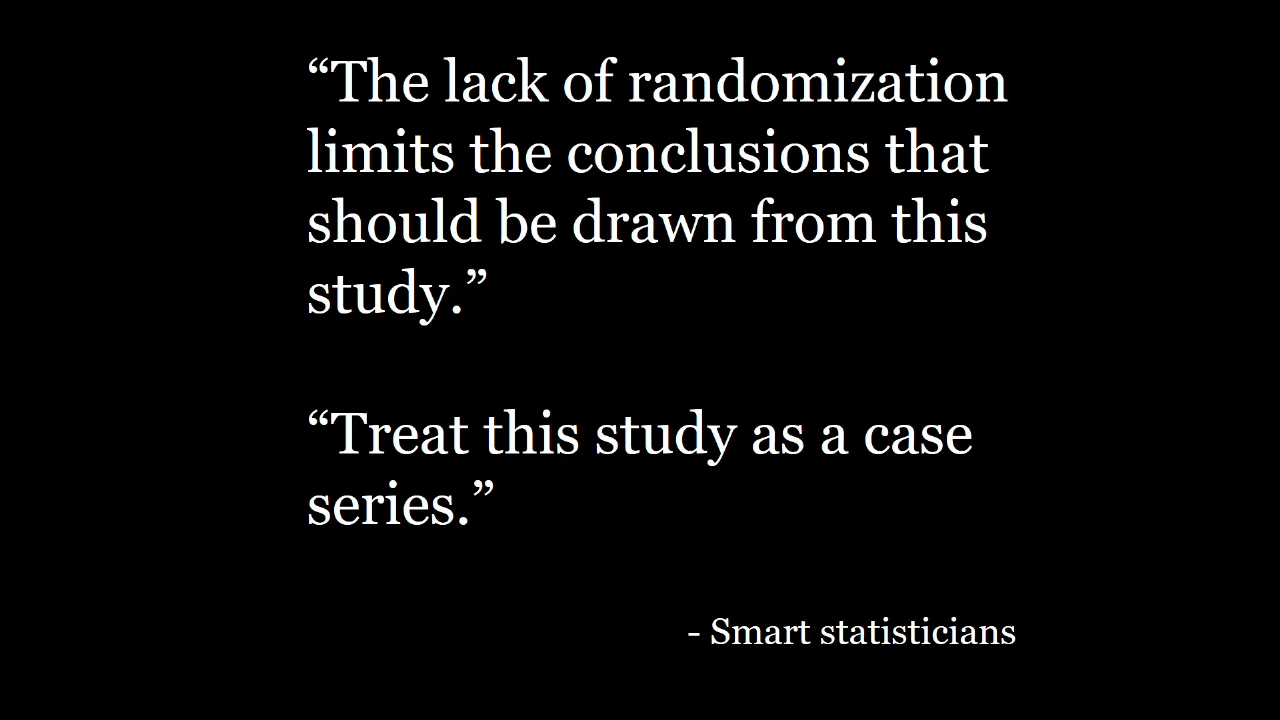 “The lack of randomization
limits the conclusions that
should be drawn from this
study.”
“Treat this study as a case
series.”
- Smart statisticians